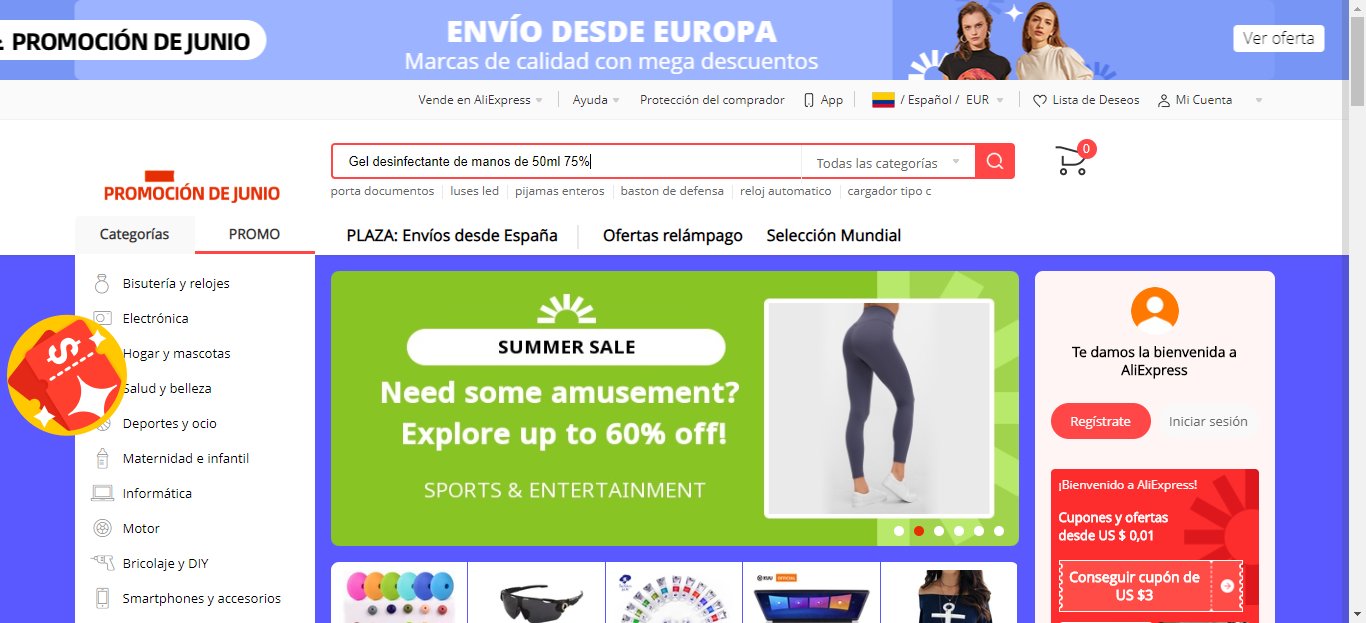 PROMOCIÓN DE JUNIO
ENVÍO DESDE EUROPA
Marcas de calidad con mega descuentos
Ver oferta
Vende en AliExpress
Ayuda
Protección del comprador
App
/ Español / EUR
Lista de Deseos
Mi Cuenta
Gel desinfectante de manos de 50ml 75%
Todas las categorías
0
porta documentos
luses led
pijamas enteros
baston de defensa
reloj automatico
cargador tipo c
PROMOCIÓN DE JUNIO
Categorías
PROMO
PLAZA: Envíos desde España
Ofertas relámpago
Selección Mundial
Bisutería y relojes
Electrónica
Hogar y mascotas
Salud y belleza
Deportes y ocio
Maternidad e infantil
Informática
Motor
Bricolaje y DIY
Smartphones y accesorios
$
SUMMER SALE
Need some amusement?
Explore up to 60% off!
SPORTS & ENTERTAINMENT
Te damos la bienvenida a
AliExpress
Regístrate
Iniciar sesión
¡Bienvenido a AliExpress!
Cupones y ofertas
desde US $ 0,01
Conseguir cupón de
US $3
KUU